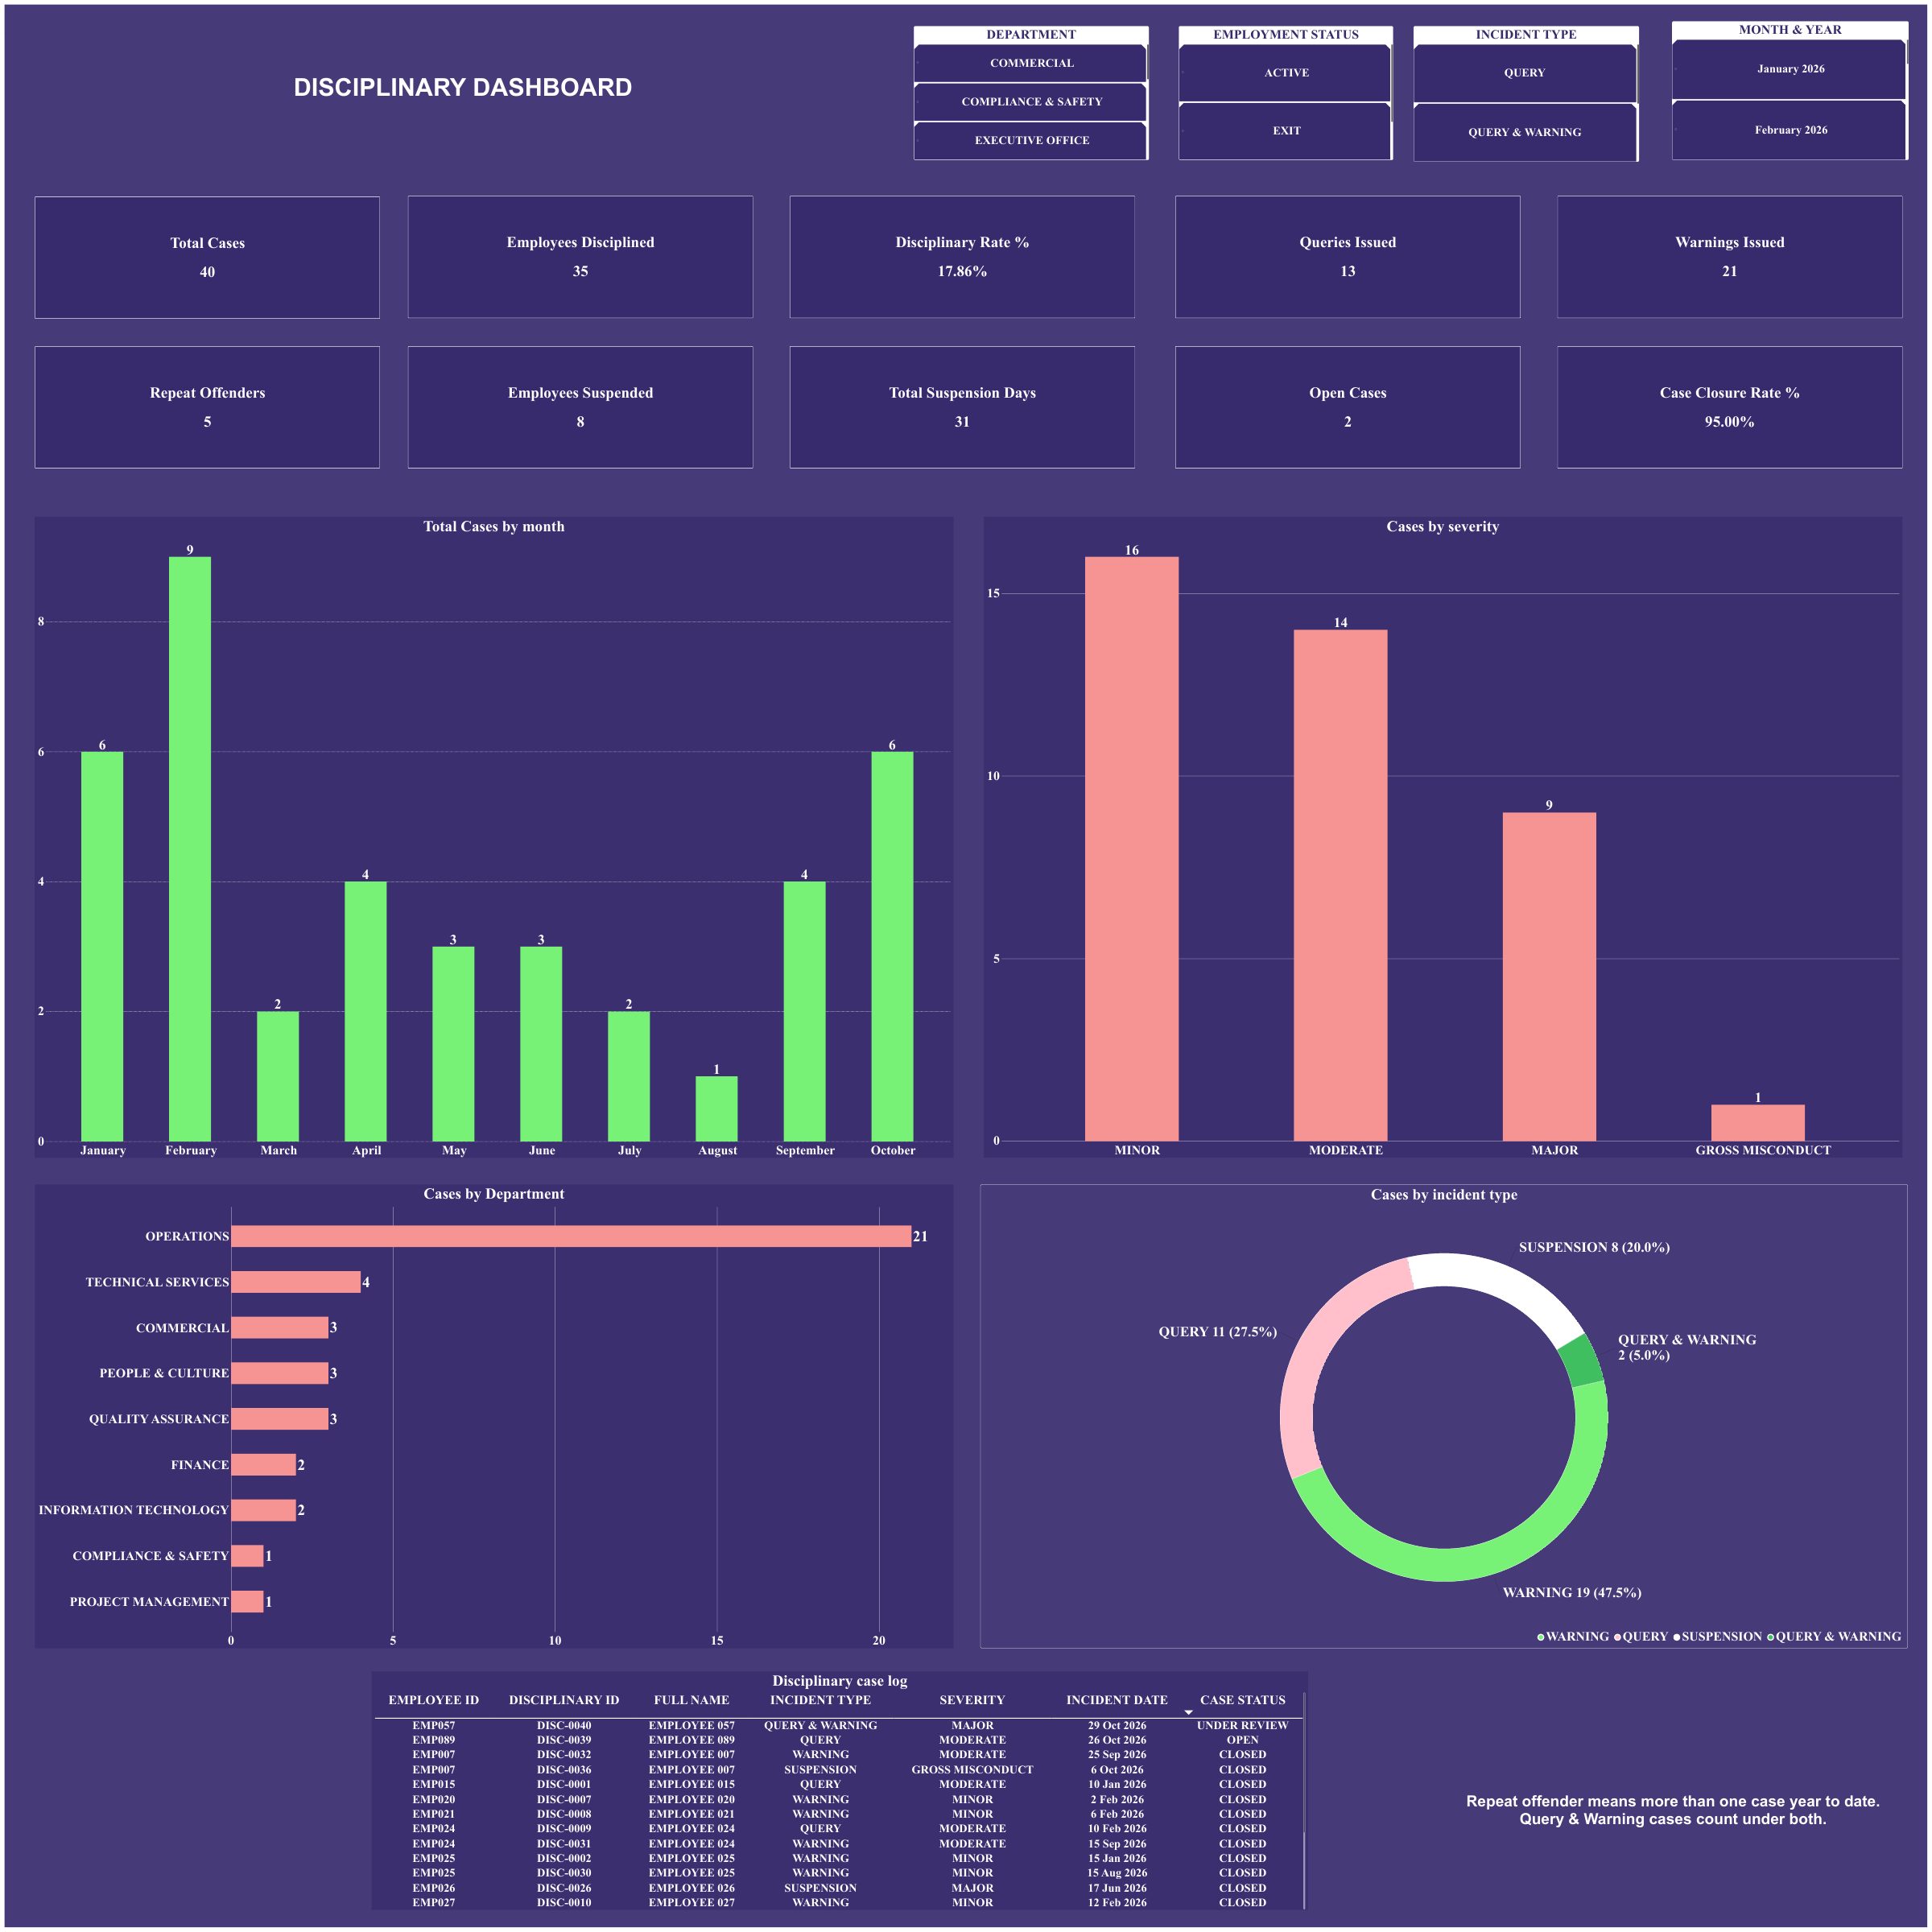 DISCIPLINARY DASHBOARD
DEPARTMENT
COMMERCIAL
COMPLIANCE & SAFETY
EXECUTIVE OFFICE
EMPLOYMENT STATUS
ACTIVE
EXIT
INCIDENT TYPE
QUERY
QUERY & WARNING
MONTH & YEAR
January 2026
February 2026
Total Cases
40
Employees Disciplined
35
Disciplinary Rate %
17.86%
Queries Issued
13
Warnings Issued
21
Repeat Offenders
5
Employees Suspended
8
Total Suspension Days
31
Open Cases
2
Case Closure Rate %
95.00%
Total Cases by month
8
6
4
2
0
6
9
2
4
3
3
2
1
4
6
January February March April May June July August September October
Cases by severity
15
10
5
0
16
14
9
1
MINOR MODERATE MAJOR GROSS MISCONDUCT
Cases by Department
OPERATIONS 21
TECHNICAL SERVICES 4
COMMERCIAL 3
PEOPLE & CULTURE 3
QUALITY ASSURANCE 3
FINANCE 2
INFORMATION TECHNOLOGY 2
COMPLIANCE & SAFETY 1
PROJECT MANAGEMENT 1
0 5 10 15 20
Cases by incident type
SUSPENSION 8 (20.0%)
QUERY 11 (27.5%)
QUERY & WARNING
2 (5.0%)
WARNING 19 (47.5%)
WARNING QUERY SUSPENSION QUERY & WARNING
Disciplinary case log
EMPLOYEE ID DISCIPLINARY ID FULL NAME INCIDENT TYPE SEVERITY INCIDENT DATE CASE STATUS
EMP057 DISC-0040 EMPLOYEE 057 QUERY & WARNING MAJOR 29 Oct 2026 UNDER REVIEW
EMP089 DISC-0039 EMPLOYEE 089 QUERY MODERATE 26 Oct 2026 OPEN
EMP007 DISC-0032 EMPLOYEE 007 WARNING MODERATE 25 Sep 2026 CLOSED
EMP007 DISC-0036 EMPLOYEE 007 SUSPENSION GROSS MISCONDUCT 6 Oct 2026 CLOSED
EMP015 DISC-0001 EMPLOYEE 015 QUERY MODERATE 10 Jan 2026 CLOSED
EMP020 DISC-0007 EMPLOYEE 020 WARNING MINOR 2 Feb 2026 CLOSED
EMP021 DISC-0008 EMPLOYEE 021 WARNING MINOR 6 Feb 2026 CLOSED
EMP024 DISC-0009 EMPLOYEE 024 QUERY MODERATE 10 Feb 2026 CLOSED
EMP024 DISC-0031 EMPLOYEE 024 WARNING MODERATE 15 Sep 2026 CLOSED
EMP025 DISC-0002 EMPLOYEE 025 WARNING MINOR 15 Jan 2026 CLOSED
EMP025 DISC-0030 EMPLOYEE 025 WARNING MINOR 15 Aug 2026 CLOSED
EMP026 DISC-0026 EMPLOYEE 026 SUSPENSION MAJOR 17 Jun 2026 CLOSED
EMP027 DISC-0010 EMPLOYEE 027 WARNING MINOR 12 Feb 2026 CLOSED
Repeat offender means more than one case year to date.
Query & Warning cases count under both.